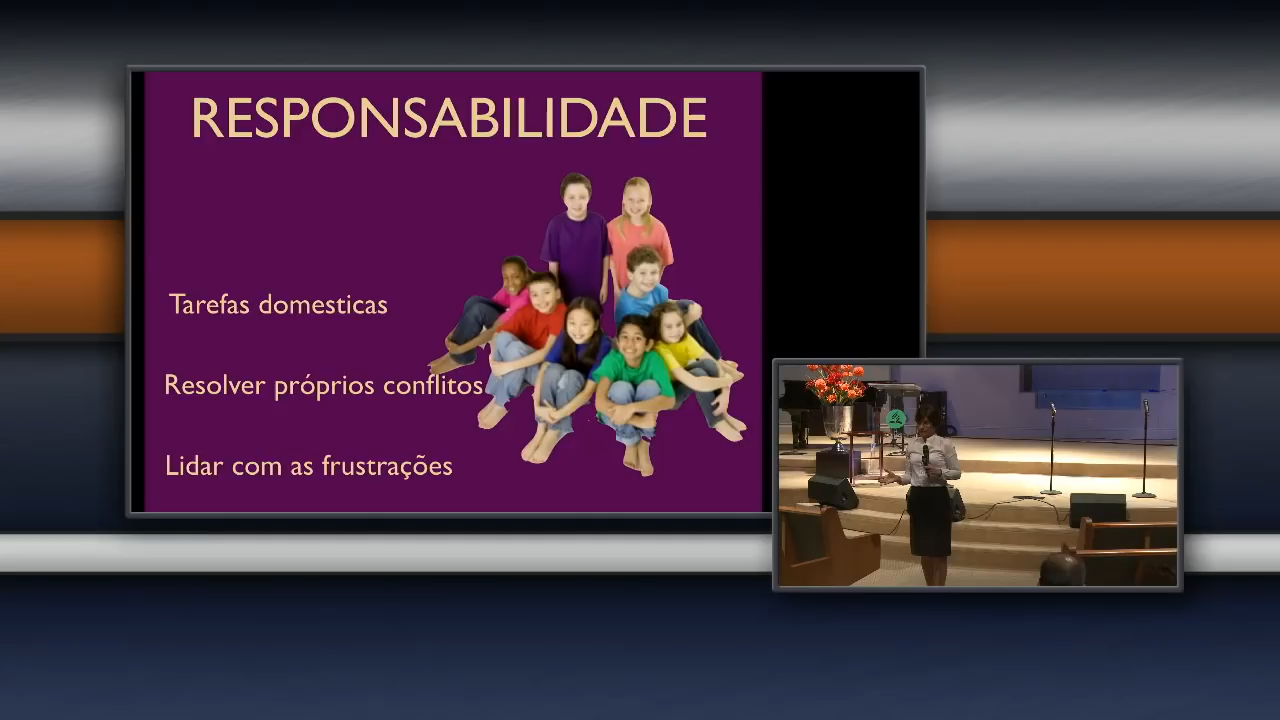 RESPONSABILIDADE
Tarefas domesticas
Resolver próprios conflitos
Lidar com as frustrações